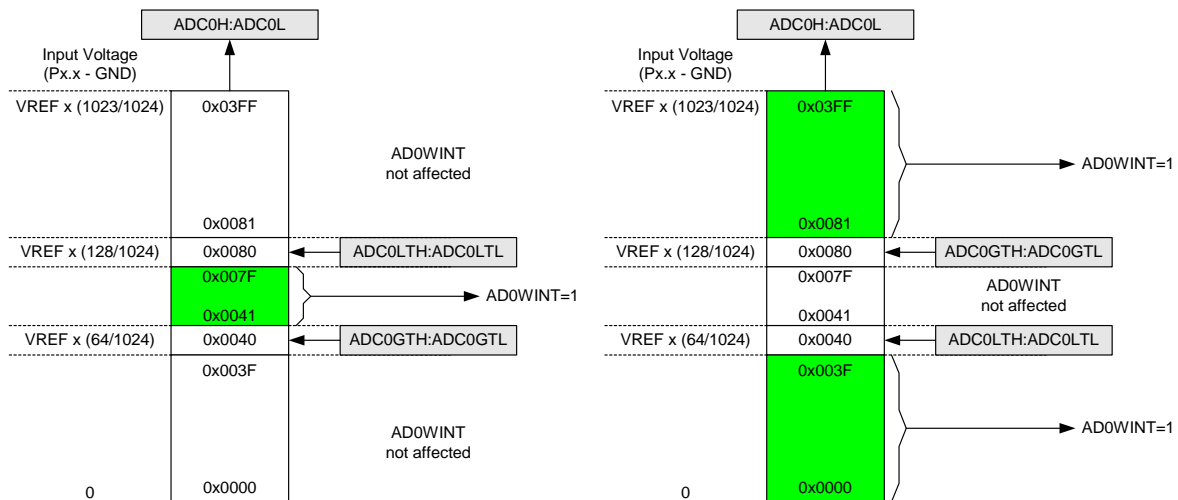 ADC0H:ADC0L
Input Voltage
(Px.x - GND)
VREF x (1023/1024)
0x03FF
AD0WINT
not affected
0x0081
VREF x (128/1024)
0x0080
ADC0LTH:ADC0LTL
0x007F
AD0WINT=1
0x0041
VREF x (64/1024)
0x0040
ADC0GTH:ADC0GTL
0x003F
AD0WINT
not affected
0
0x0000
ADC0H:ADC0L
Input Voltage
(Px.x - GND)
VREF x (1023/1024)
0x03FF
AD0WINT=1
0x0081
VREF x (128/1024)
0x0080
ADC0GTH:ADC0GTL
0x007F
AD0WINT
not affected
0x0041
VREF x (64/1024)
0x0040
ADC0LTH:ADC0LTL
0x003F
AD0WINT=1
0
0x0000